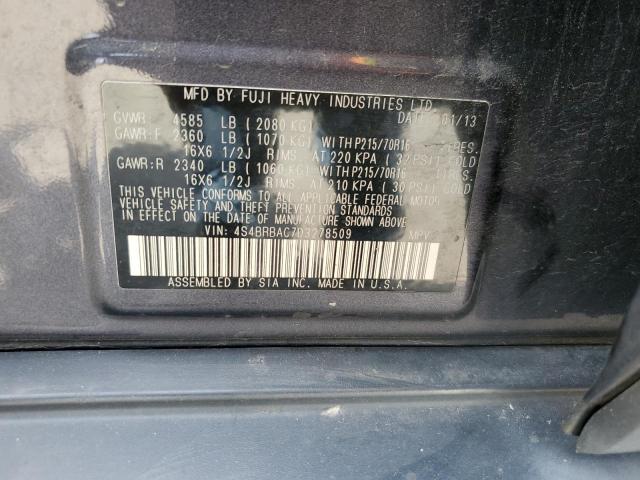 MFD BY FUJI HEAVY INDUSTRIES LTD.
GVWR 4585 LB ( 2080 KG) DATE 01/13
GAWR:F 2360 LB ( 1070 KG) WITH P215/70R16
16X6 1/2J RIMS AT 220 KPA ( 32 PSI) COLD
GAWR:R 2340 LB ( 1060 KG) WITH P215/70R16
16X6 1/2J RIMS AT 210 KPA ( 30 PSI) COLD
THIS VEHICLE CONFORMS TO ALL APPLICABLE FEDERAL MOTOR
VEHICLE SAFETY AND THEFT PREVENTION STANDARDS
IN EFFECT ON THE DATE OF MANUFACTURE SHOWN ABOVE
VIN: 4S4BRBAC7D3278509
ASSEMBLED BY SIA INC. MADE IN U.S.A.